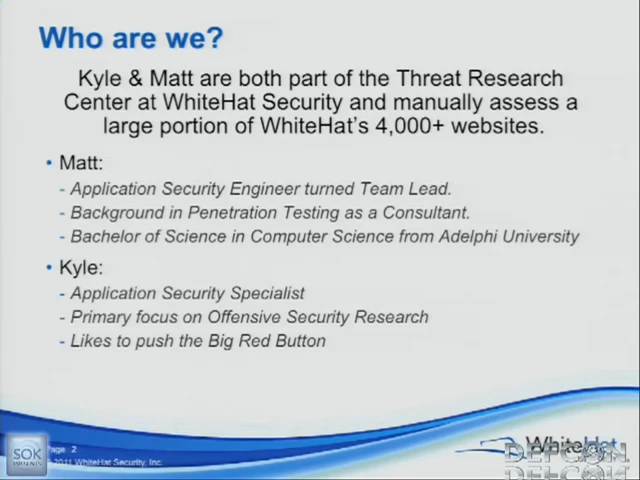 Who are we?
Kyle & Matt are both part of the Threat Research
Center at WhiteHat Security and manually assess a
large portion of WhiteHat's 4,000+ websites.
• Matt:
- Application Security Engineer turned Team Lead.
- Background in Penetration Testing as a Consultant.
- Bachelor of Science in Computer Science from Adelphi University
• Kyle:
- Application Security Specialist
- Primary focus on Offensive Security Research
- Likes to push the Big Red Button
Page 2
2011 WhiteHat Security, Inc.
SOK
WhiteHat
DEFCON